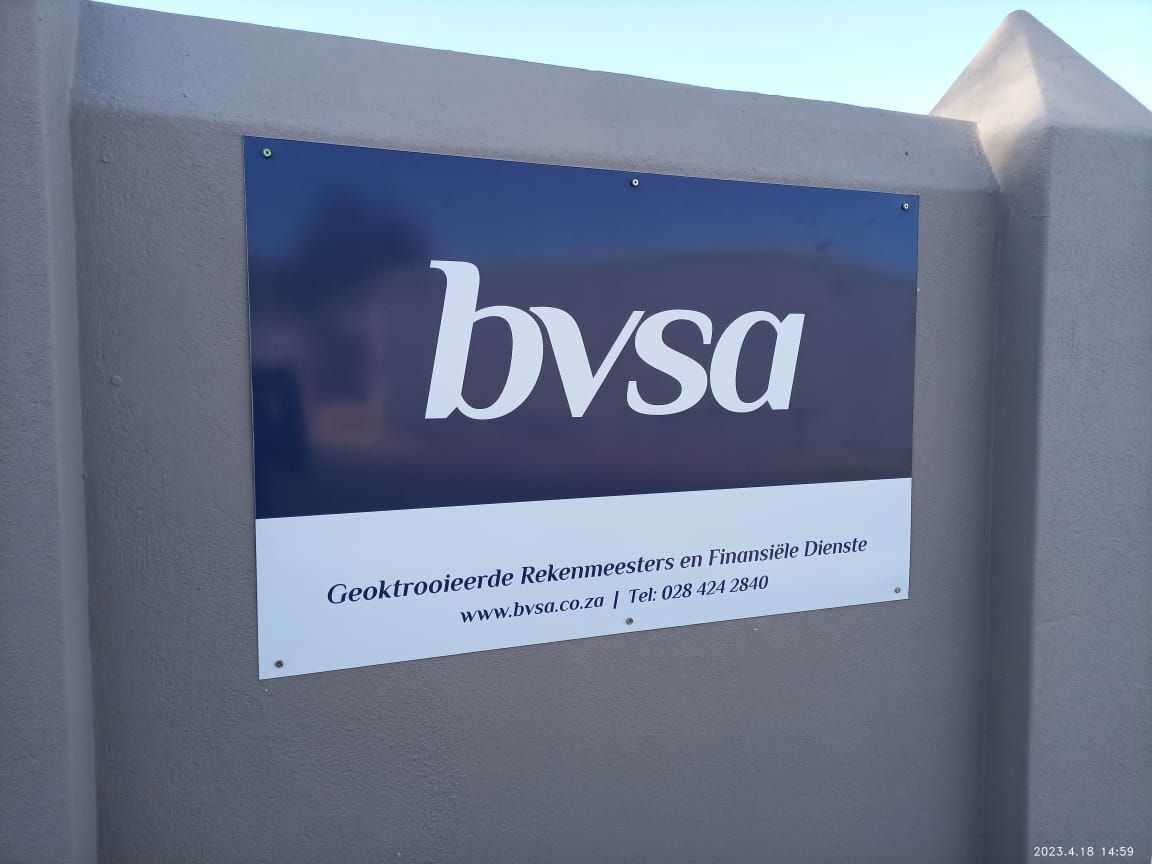 bvsa
Geoktrooieerde Rekenmeesters en Finansiële Dienste
www.bvsa.co.za | Tel: 028 424 2840
2023.4.18 14:59